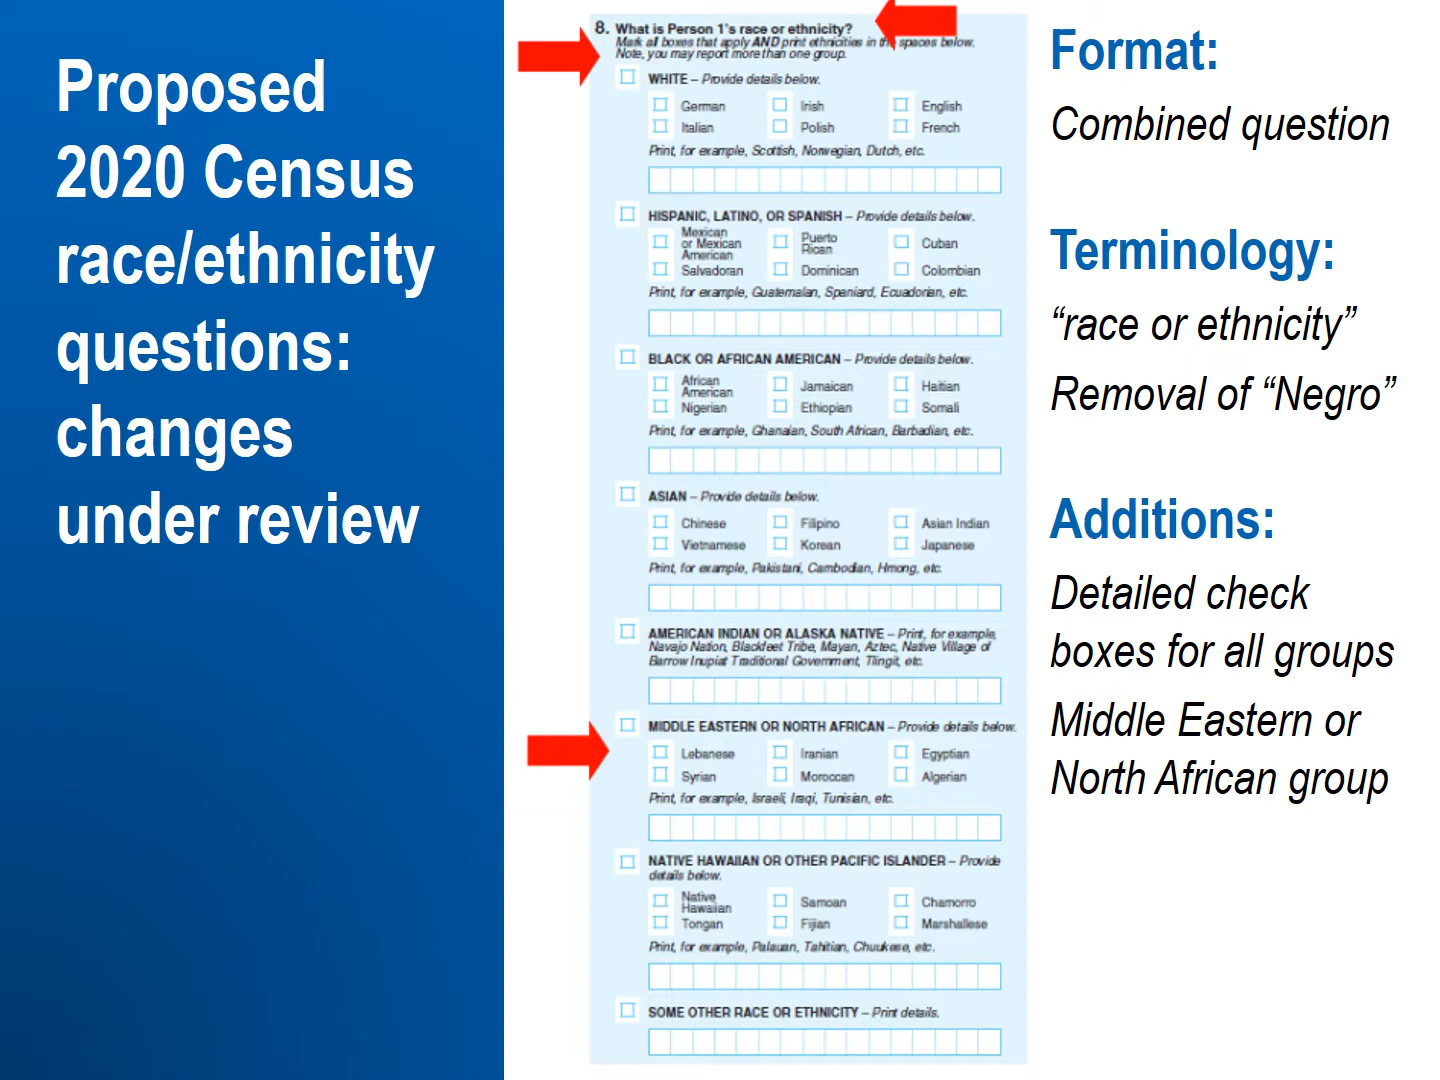 Proposed
2020 Census
race/ethnicity
questions:
changes
under review
8. What is Person 1's race or ethnicity?
Mark all boxes that apply AND print ethnicities in the spaces below.
Note, you may report more than one group.
WHITE – Provide details below.
German Irish English
Italian Polish French
Print, for example, Scottish, Norwegian, Dutch, etc.
HISPANIC, LATINO, OR SPANISH – Provide details below.
Mexican
or Mexican
American
Puerto
Rican
Cuban
Salvadoran Dominican Colombian
Print, for example, Guatemalan, Spaniard, Ecuadorian, etc.
BLACK OR AFRICAN AMERICAN – Provide details below.
African
American
Jamaican Haitian
Nigerian Ethiopian Somali
Print, for example, Ghanaian, South African, Barbadian, etc.
ASIAN – Provide details below.
Chinese Filipino Asian Indian
Vietnamese Korean Japanese
Print, for example, Pakistani, Cambodian, Hmong, etc.
AMERICAN INDIAN OR ALASKA NATIVE – Print, for example,
Navajo Nation, Blackfeet Tribe, Mayan, Aztec, Native Village of
Barrow Inupiat Traditional Government, Tlingit, etc.
MIDDLE EASTERN OR NORTH AFRICAN – Provide details below.
Lebanese Iranian Egyptian
Syrian Moroccan Algerian
Print, for example, Israeli, Iraqi, Tunisian, etc.
NATIVE HAWAIIAN OR OTHER PACIFIC ISLANDER – Provide
details below.
Native
Hawaiian
Samoan Chamorro
Tongan Fijian Marshallese
Print, for example, Palauan, Tahitian, Chuukese, etc.
SOME OTHER RACE OR ETHNICITY – Print details.
Format:
Combined question
Terminology:
“race or ethnicity”
Removal of “Negro”
Additions:
Detailed check
boxes for all groups
Middle Eastern or
North African group